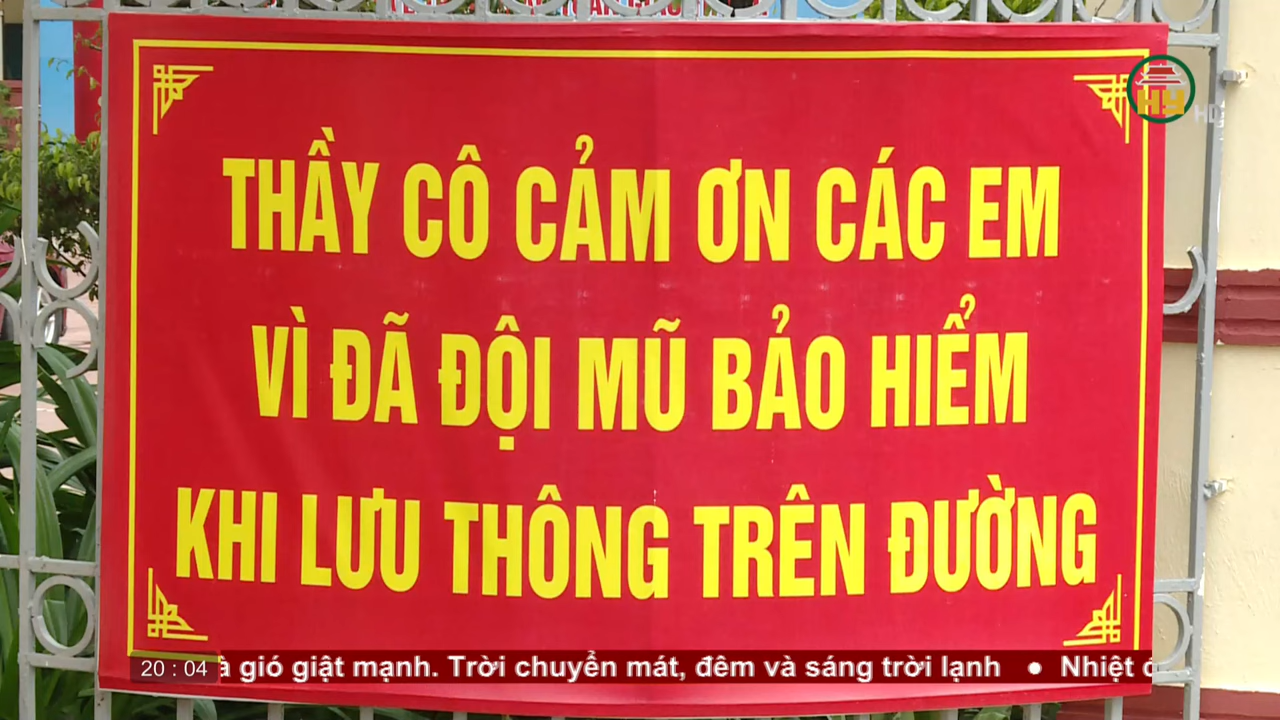 HY
HD
THẦY CÔ CẢM ƠN CÁC EM
VÌ ĐÃ ĐỘI MŨ BẢO HIỂM
KHI LƯU THÔNG TRÊN ĐƯỜNG
20 : 04 gió giật mạnh. Trời chuyển mát, đêm và sáng trời lạnh ● Nhiệt